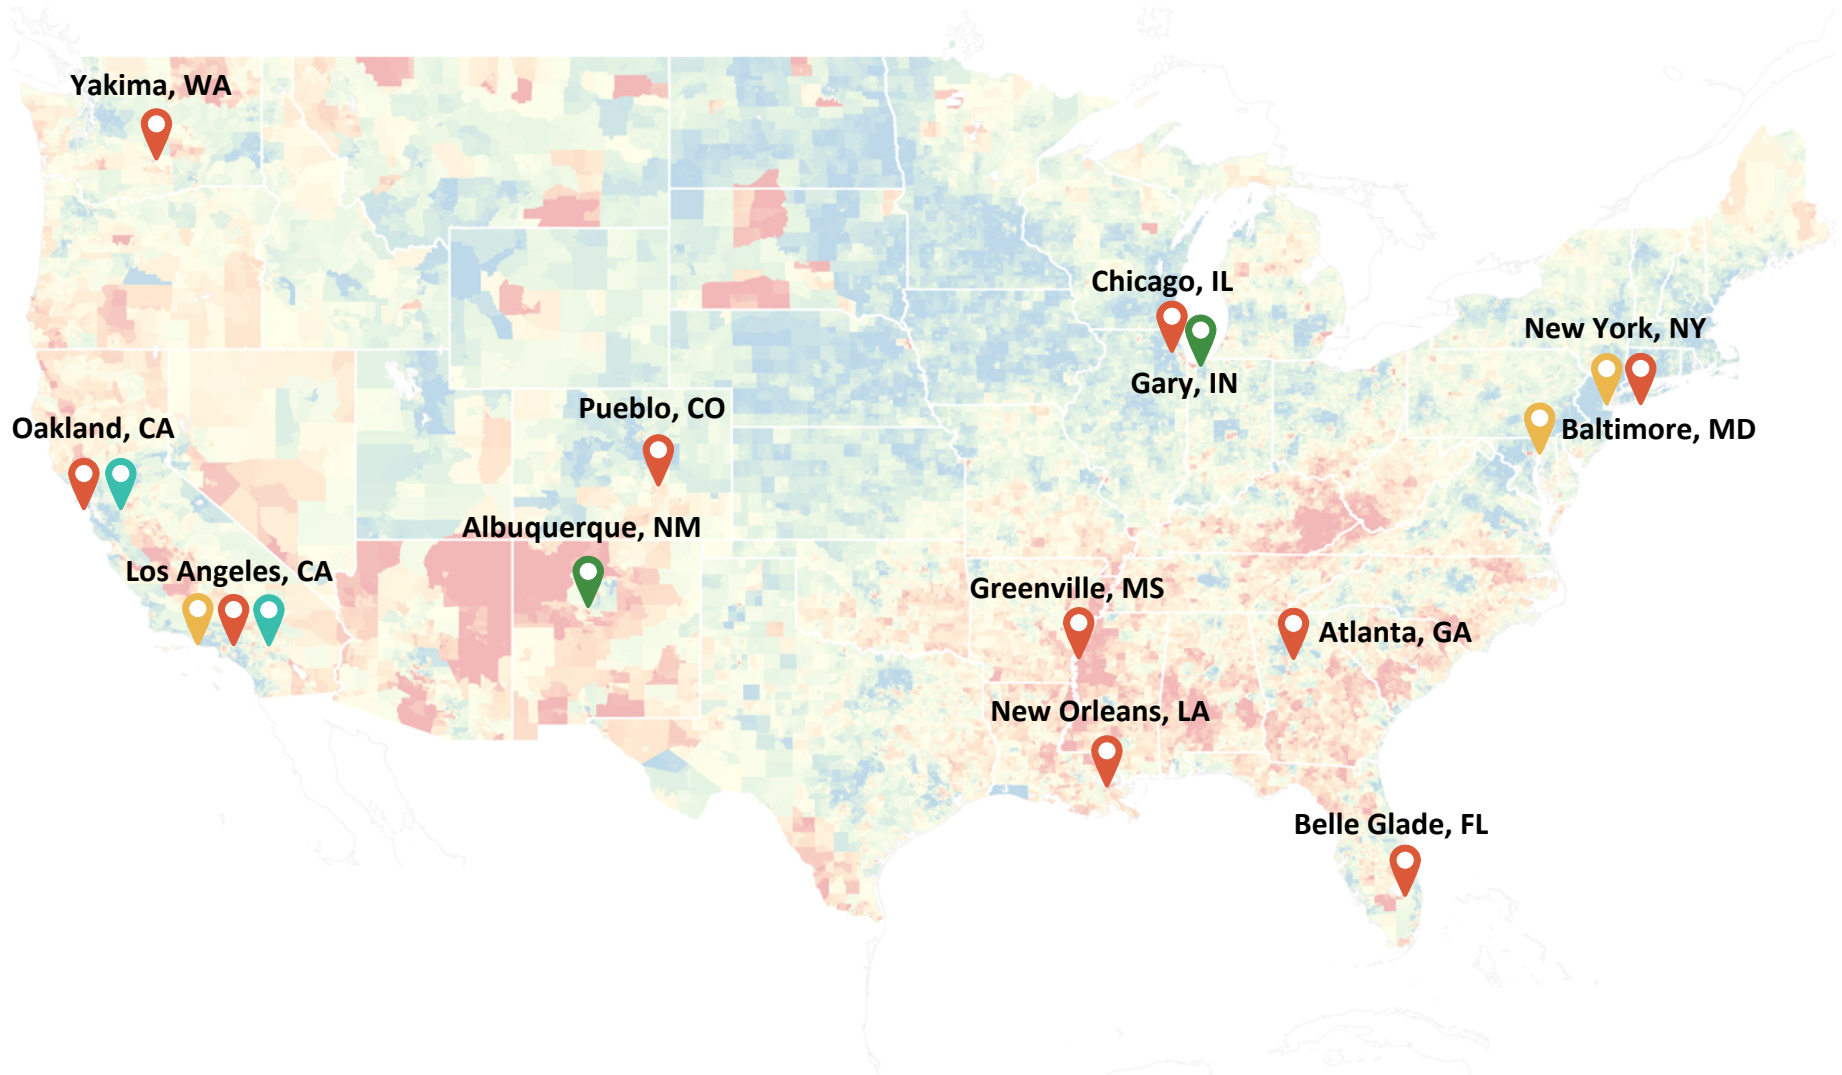 Yakima, WA
Chicago, IL
New York, NY
Gary, IN
Pueblo, CO
Oakland, CA
Baltimore, MD
Albuquerque, NM
Los Angeles, CA
Greenville, MS
Atlanta, GA
New Orleans, LA
Belle Glade, FL